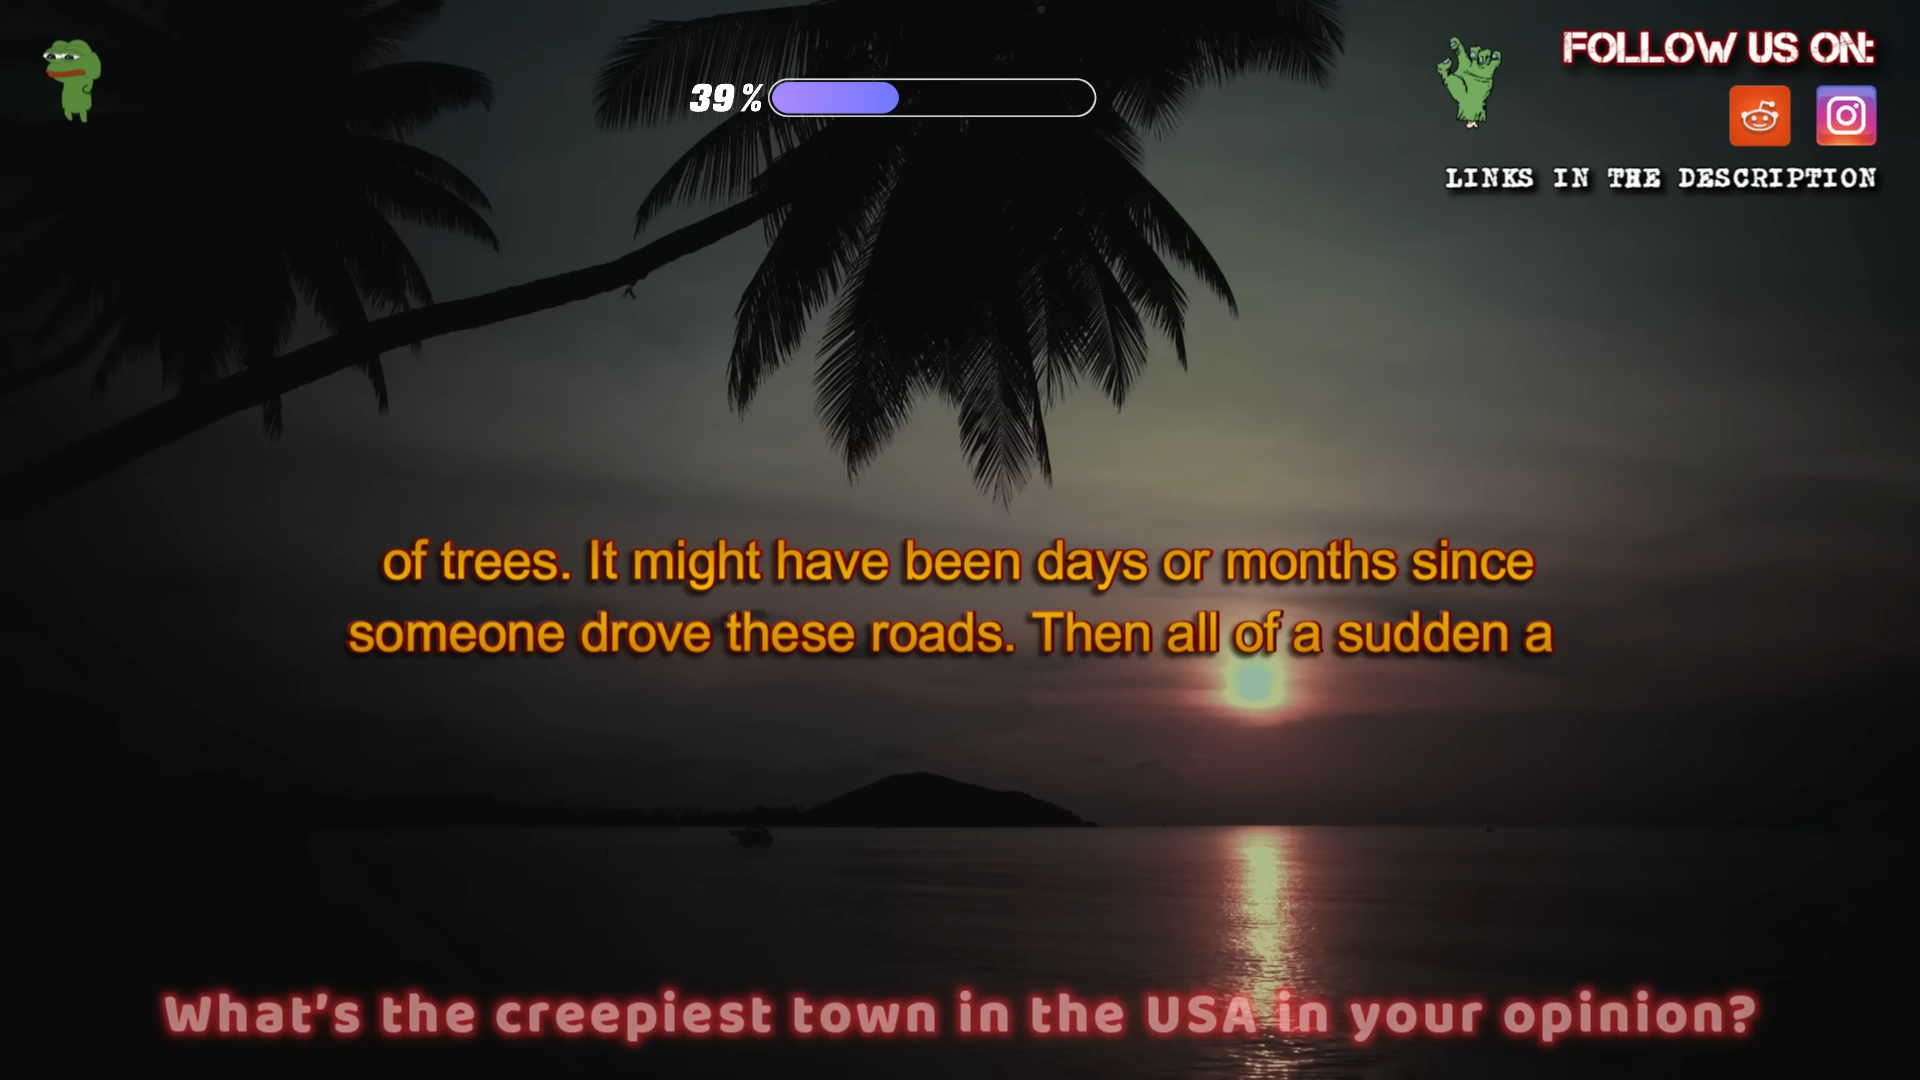 39%
FOLLOW US ON:
LINKS IN THE DESCRIPTION
of trees. It might have been days or months since
someone drove these roads. Then all of a sudden a
What's the creepiest town in the USA in your opinion?